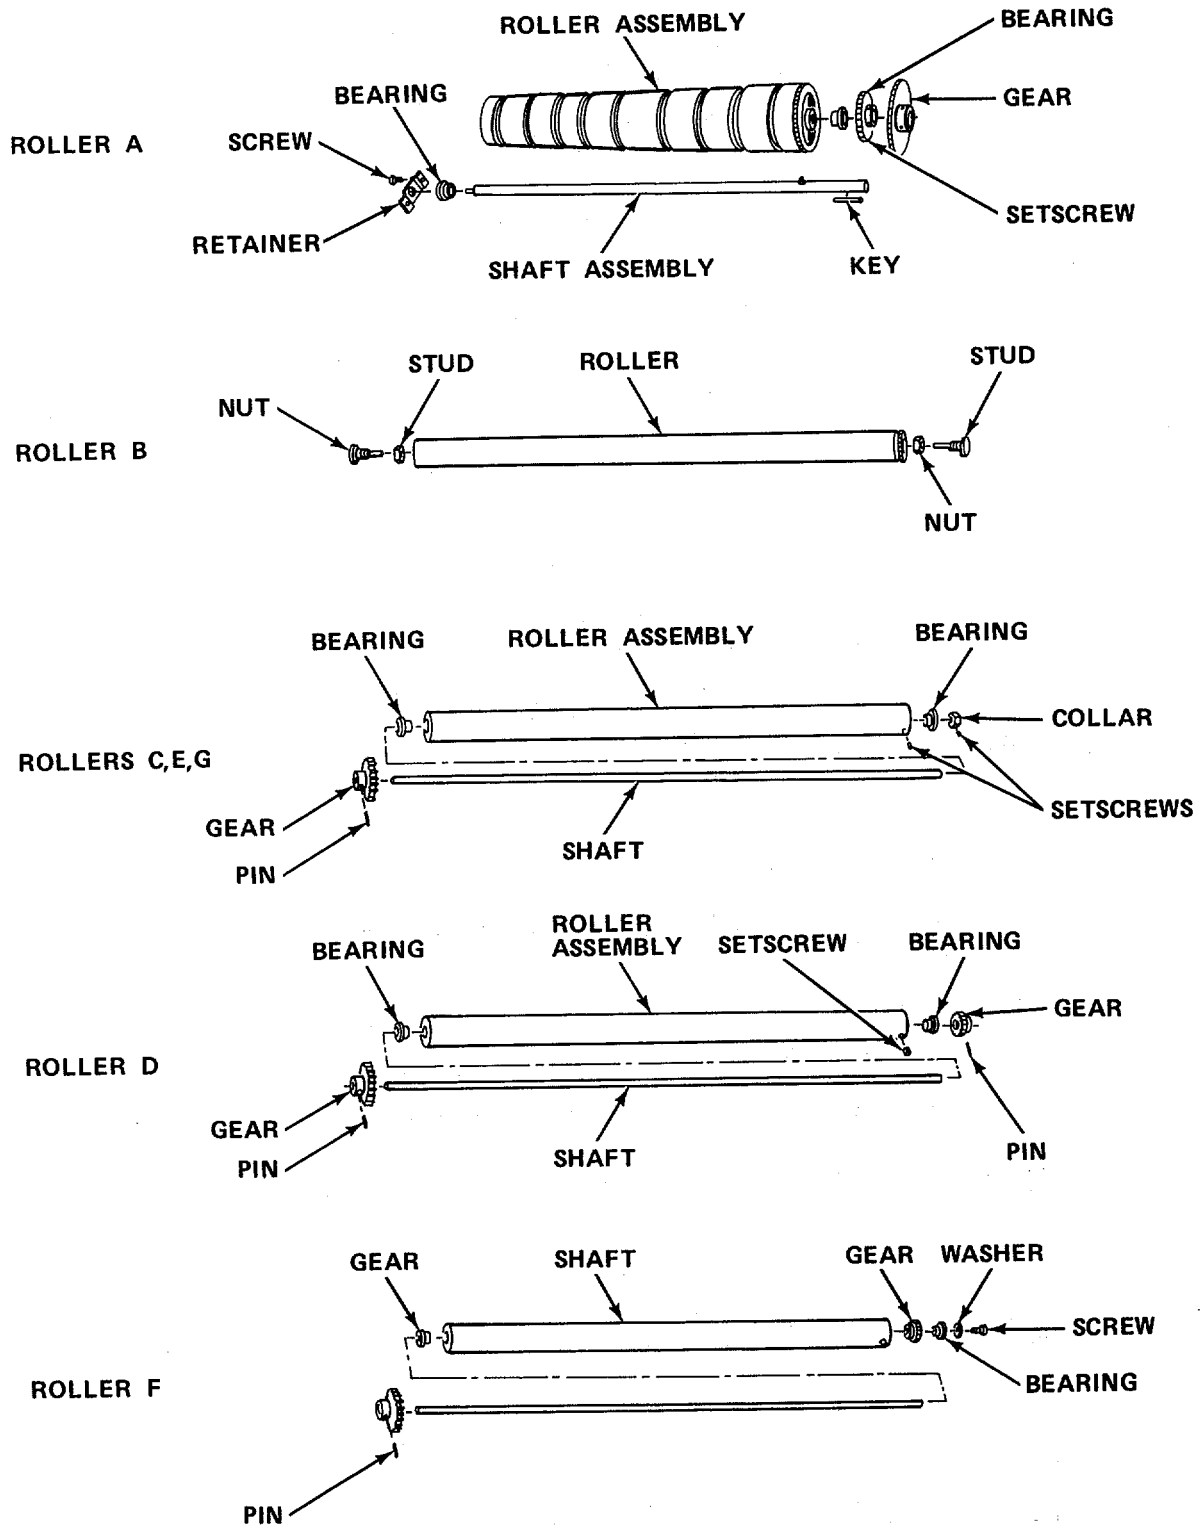 ROLLER ASSEMBLY
BEARING
BEARING
GEAR
ROLLER A
SCREW
SETSCREW
RETAINER
SHAFT ASSEMBLY
KEY
STUD
ROLLER
STUD
NUT
ROLLER B
NUT
BEARING
ROLLER ASSEMBLY
BEARING
COLLAR
ROLLERS C,E,G
SETSCREWS
GEAR
SHAFT
PIN
ROLLER
ASSEMBLY
BEARING
SETSCREW
BEARING
GEAR
ROLLER D
GEAR
PIN
SHAFT
PIN
GEAR
SHAFT
GEAR
WASHER
SCREW
ROLLER F
BEARING
PIN